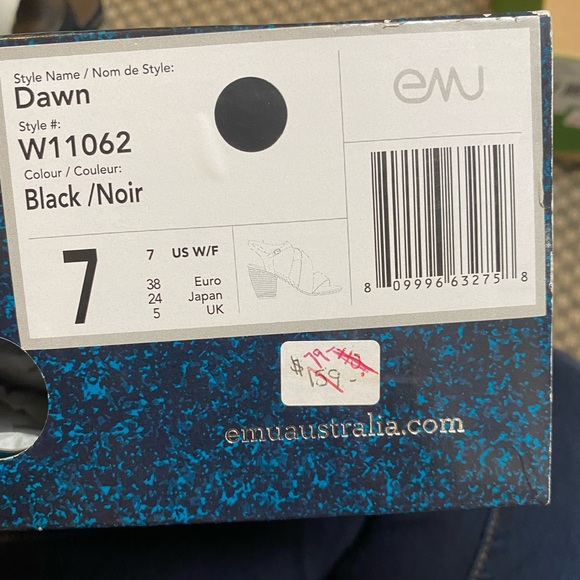 Style Name / Nom de Style:
Dawn
Style #:
W11062
Colour / Couleur:
Black /Noir
emu
7
7 US W/F
38 Euro
24 Japan
5 UK
8 09996 63275 8
$ 79-
159-
emuaustralia.com